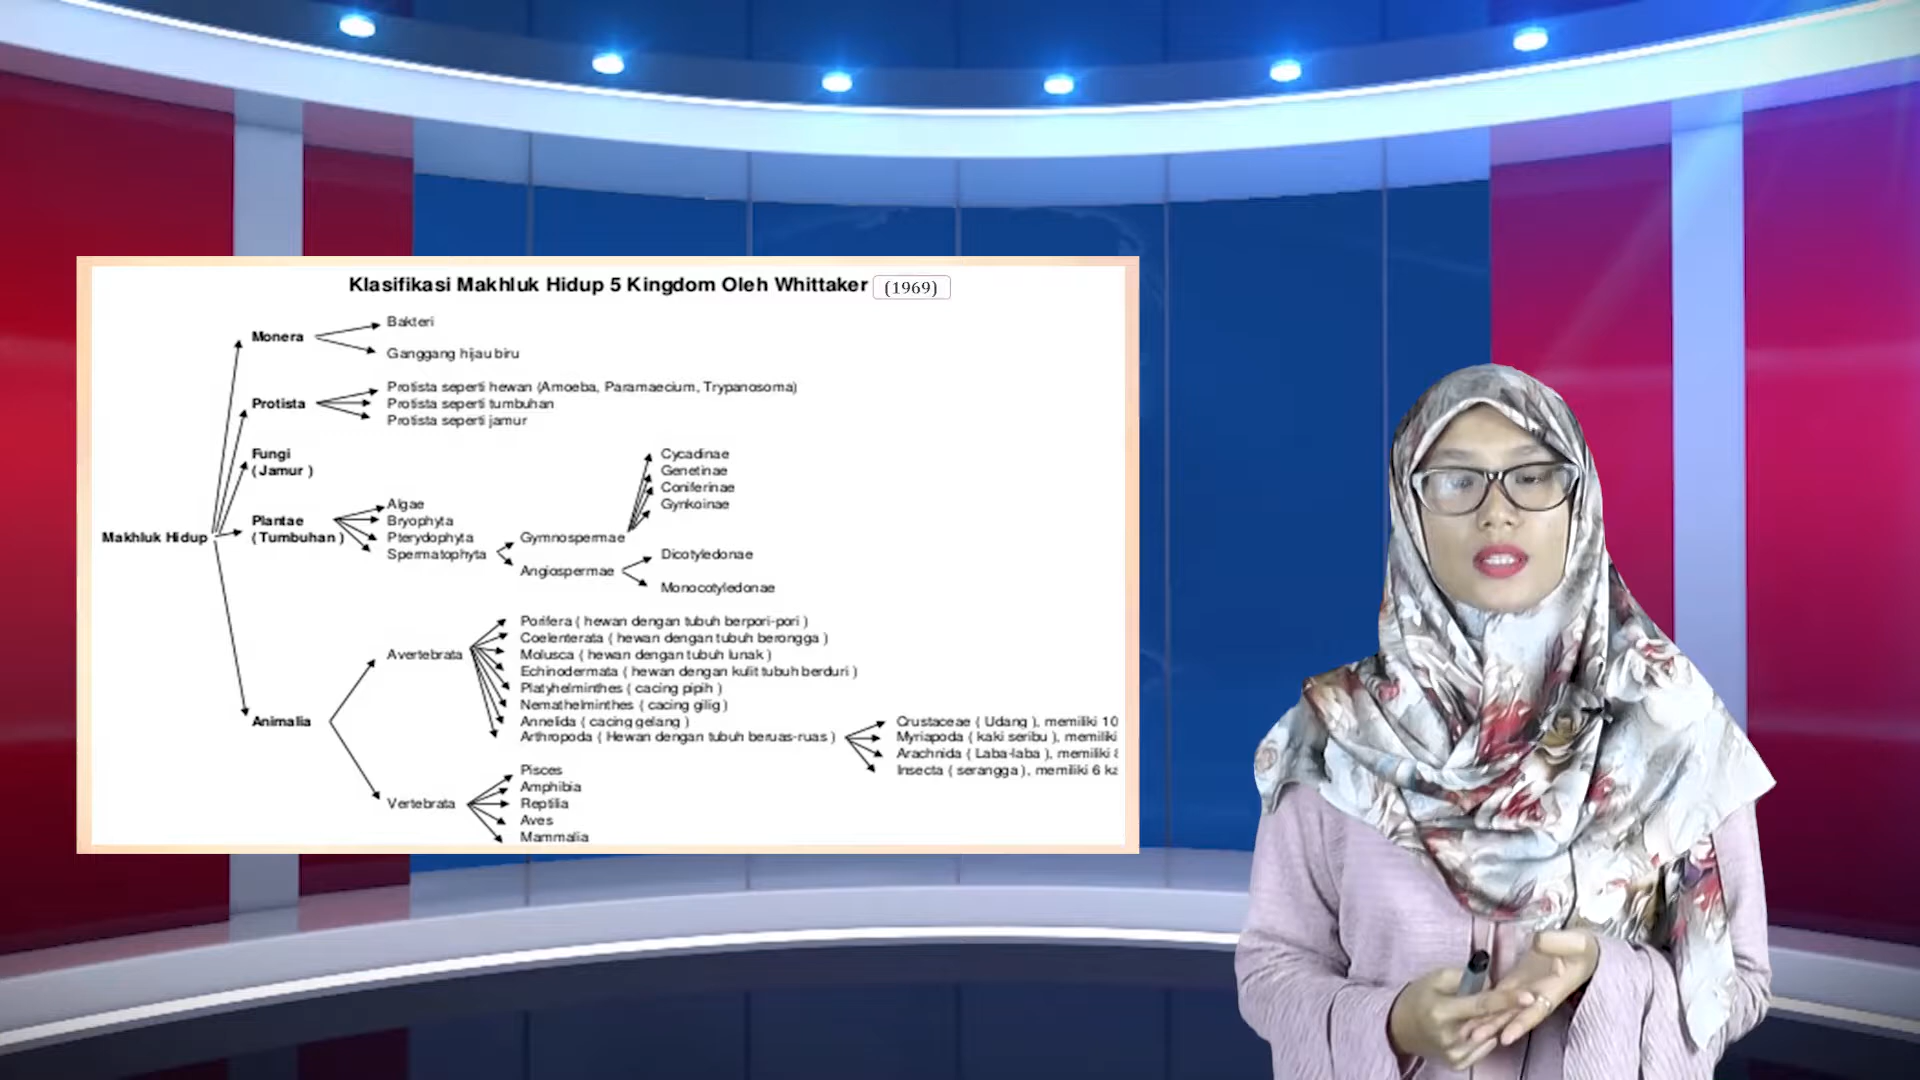 Klasifikasi Makhluk Hidup 5 Kingdom Oleh Whittaker (1969)
Makhluk Hidup
Monera
Bakteri
Ganggang hijau biru
Protista
Protista seperti hewan (Amoeba, Paramaecium, Trypanosoma)
Protista seperti tumbuhan
Protista seperti jamur
Fungi
( Jamur )
Plantae
( Tumbuhan )
Algae
Bryophyta
Pterydophyta
Spermatophyta
Gymnospermae
Cycadinae
Genetinae
Coniferinae
Gynkoinae
Angiospermae
Dicotyledonae
Monocotyledonae
Animalia
Avertebrata
Porifera ( hewan dengan tubuh berpori-pori )
Coelenterata ( hewan dengan tubuh berongga )
Molusca ( hewan dengan tubuh lunak )
Echinodermata ( hewan dengan kulit tubuh berduri )
Platyhelminthes ( cacing pipih )
Nemathelminthes ( cacing gilig )
Annelida ( cacing gelang )
Arthropoda ( Hewan dengan tubuh beruas-ruas )
Crustaceae ( Udang ), memiliki 10
Myriapoda ( kaki seribu ), memiliki
Arachnida ( Laba-laba ), memiliki
Insecta ( serangga ), memiliki 6
Vertebrata
Pisces
Amphibia
Reptilia
Aves
Mammalia